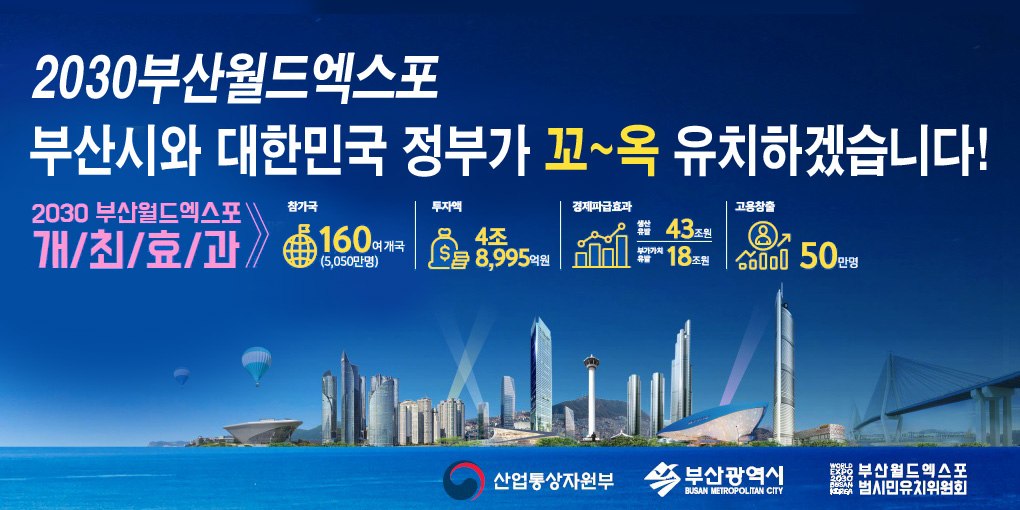 2030부산월드엑스포
부산시와 대한민국 정부가 꼬~옥 유치하겠습니다!
2030 부산월드엑스포
개/최/효/과
참가국
160여 개국
(5,050만명)
투자액
4조
8,995억원
경제파급효과
생산
유발
43조원
부가가치
유발
18조원
고용창출
50만명
산업통상자원부
부산광역시
BUSAN METROPOLITAN CITY
WORLD
EXPO
2030
BUSAN
KOREA
부산월드엑스포
범시민유치위원회